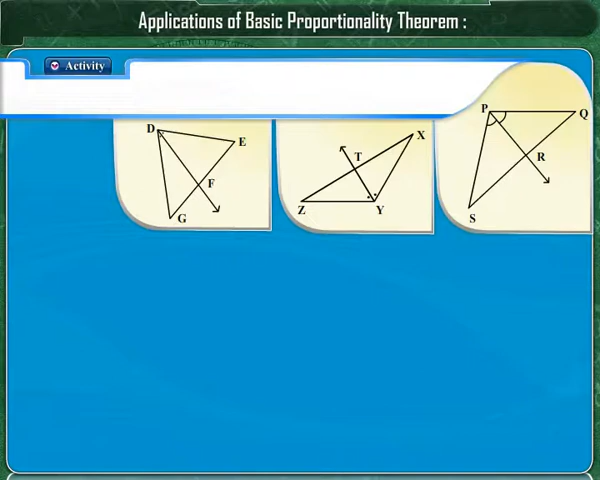 Applications of Basic Proportionality Theorem :
Activity
D
E
F
G
X
T
Z
Y
P
Q
R
S